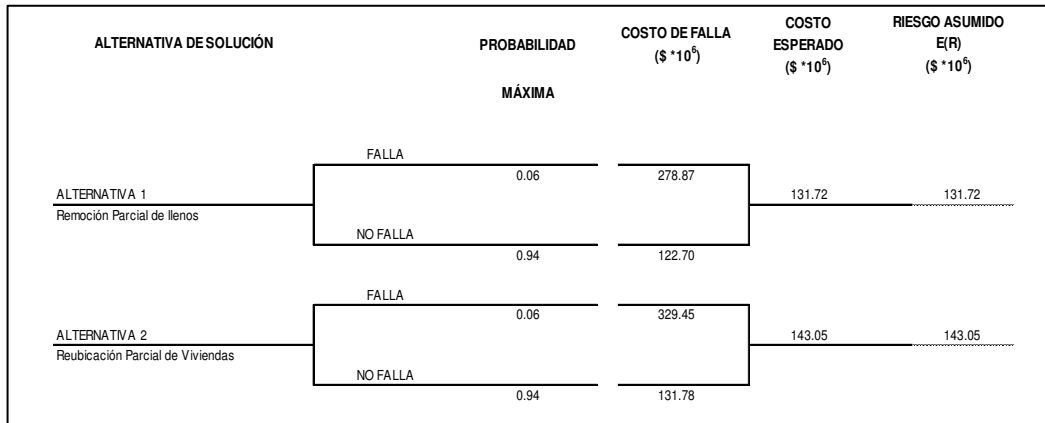 ALTERNATIVA DE SOLUCIÓN
PROBABILIDAD
MÁXIMA
COSTO DE FALLA
($ *10⁶)
COSTO
ESPERADO
($ *10⁶)
RIESGO ASUMIDO
E(R)
($ *10⁶)
FALLA
0.06 278.87
ALTERNATIVA 1 131.72 131.72
Remoción Parcial de llenos
NO FALLA
0.94 122.70
FALLA
0.06 329.45
ALTERNATIVA 2 143.05 143.05
Reubicación Parcial de Viviendas
NO FALLA
0.94 131.78